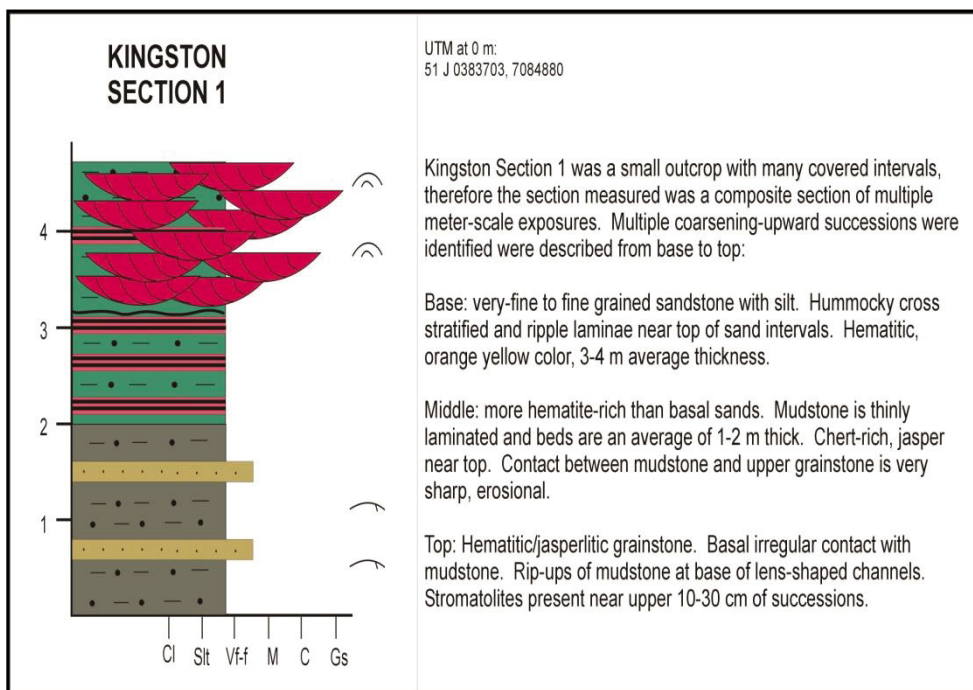 KINGSTON
SECTION 1
UTM at 0 m:
51 J 0383703, 7084880
Kingston Section 1 was a small outcrop with many covered intervals,
therefore the section measured was a composite section of multiple
meter-scale exposures. Multiple coarsening-upward successions were
identified were described from base to top:
Base: very-fine to fine grained sandstone with silt. Hummocky cross
stratified and ripple laminae near top of sand intervals. Hematitic,
orange yellow color, 3-4 m average thickness.
Middle: more hematite-rich than basal sands. Mudstone is thinly
laminated and beds are an average of 1-2 m thick. Chert-rich, jasper
near top. Contact between mudstone and upper grainstone is very
sharp, erosional.
Top: Hematitic/jasperlitic grainstone. Basal irregular contact with
mudstone. Rip-ups of mudstone at base of lens-shaped channels.
Stromatolites present near upper 10-30 cm of successions.
4
3
2
1
Cl Slt Vf-f M C Gs